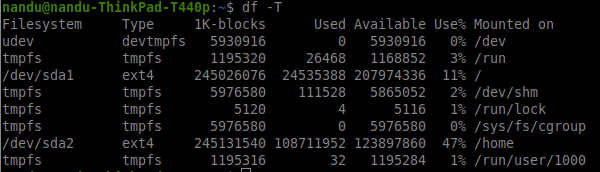 nandu@nandu-ThinkPad-T440p:~$ df -T
Filesystem     Type     1K-blocks      Used Available Use% Mounted on
udev           devtmpfs   5930916         0   5930916   0% /dev
tmpfs          tmpfs      1195320     26468   1168852   3% /run
/dev/sda1      ext4     245026076  24535388 207974336  11% /
tmpfs          tmpfs      5976580    111528   5865052   2% /dev/shm
tmpfs          tmpfs         5120         4      5116   1% /run/lock
tmpfs          tmpfs      5976580         0   5976580   0% /sys/fs/cgroup
/dev/sda2      ext4     245131540 108711952 123897860  47% /home
tmpfs          tmpfs      1195316        32   1195284   1% /run/user/1000